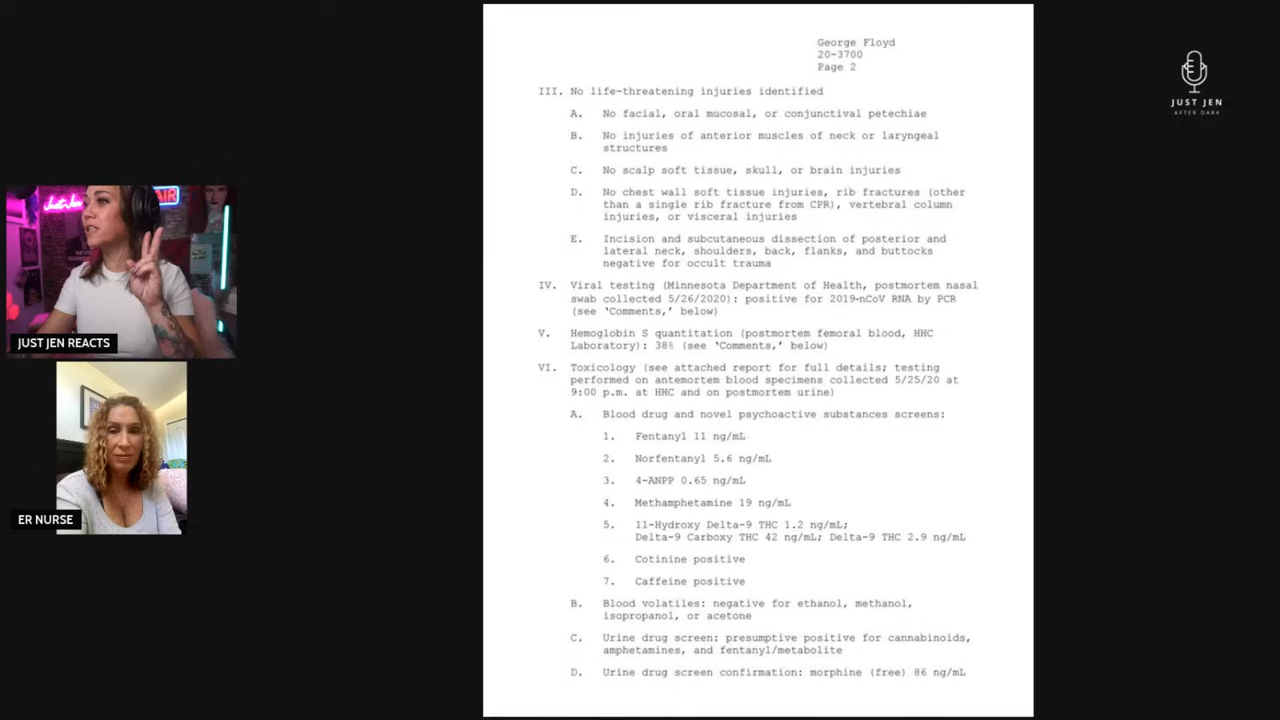 George Floyd
20-3700
Page 2
III. No life-threatening injuries identified
A. No facial, oral mucosal, or conjunctival petechiae
B. No injuries of anterior muscles of neck or laryngeal
structures
C. No scalp soft tissue, skull, or brain injuries
D. No chest wall soft tissue injuries, rib fractures (other
than a single rib fracture from CPR), vertebral column
injuries, or visceral injuries
E. Incision and subcutaneous dissection of posterior and
lateral neck, shoulders, back, flanks, and buttocks
negative for occult trauma
IV. Viral testing (Minnesota Department of Health, postmortem nasal
swab collected 5/26/2020): positive for 2019-nCoV RNA by PCR
(see ‘Comments,’ below)
V. Hemoglobin S quantitation (postmortem femoral blood, HHC
Laboratory): 38% (see ‘Comments,’ below)
VI. Toxicology (see attached report for full details; testing
performed on antemortem blood specimens collected 5/25/20 at
9:00 p.m. at HHC and on postmortem urine)
A. Blood drug and novel psychoactive substances screens:
1. Fentanyl 11 ng/mL
2. Norfentanyl 5.6 ng/mL
3. 4-ANPP 0.65 ng/mL
4. Methamphetamine 19 ng/mL
5. 11-Hydroxy Delta-9 THC 1.2 ng/mL;
Delta-9 Carboxy THC 42 ng/mL; Delta-9 THC 2.9 ng/mL
6. Cotinine positive
7. Caffeine positive
B. Blood volatiles: negative for ethanol, methanol,
isopropanol, or acetone
C. Urine drug screen: presumptive positive for cannabinoids,
amphetamines, and fentanyl/metabolite
D. Urine drug screen confirmation: morphine (free) 86 ng/mL
JUST JEN
AFTER DARK
Just Jen
AIR
NEVER
JUST JEN REACTS
ER NURSE